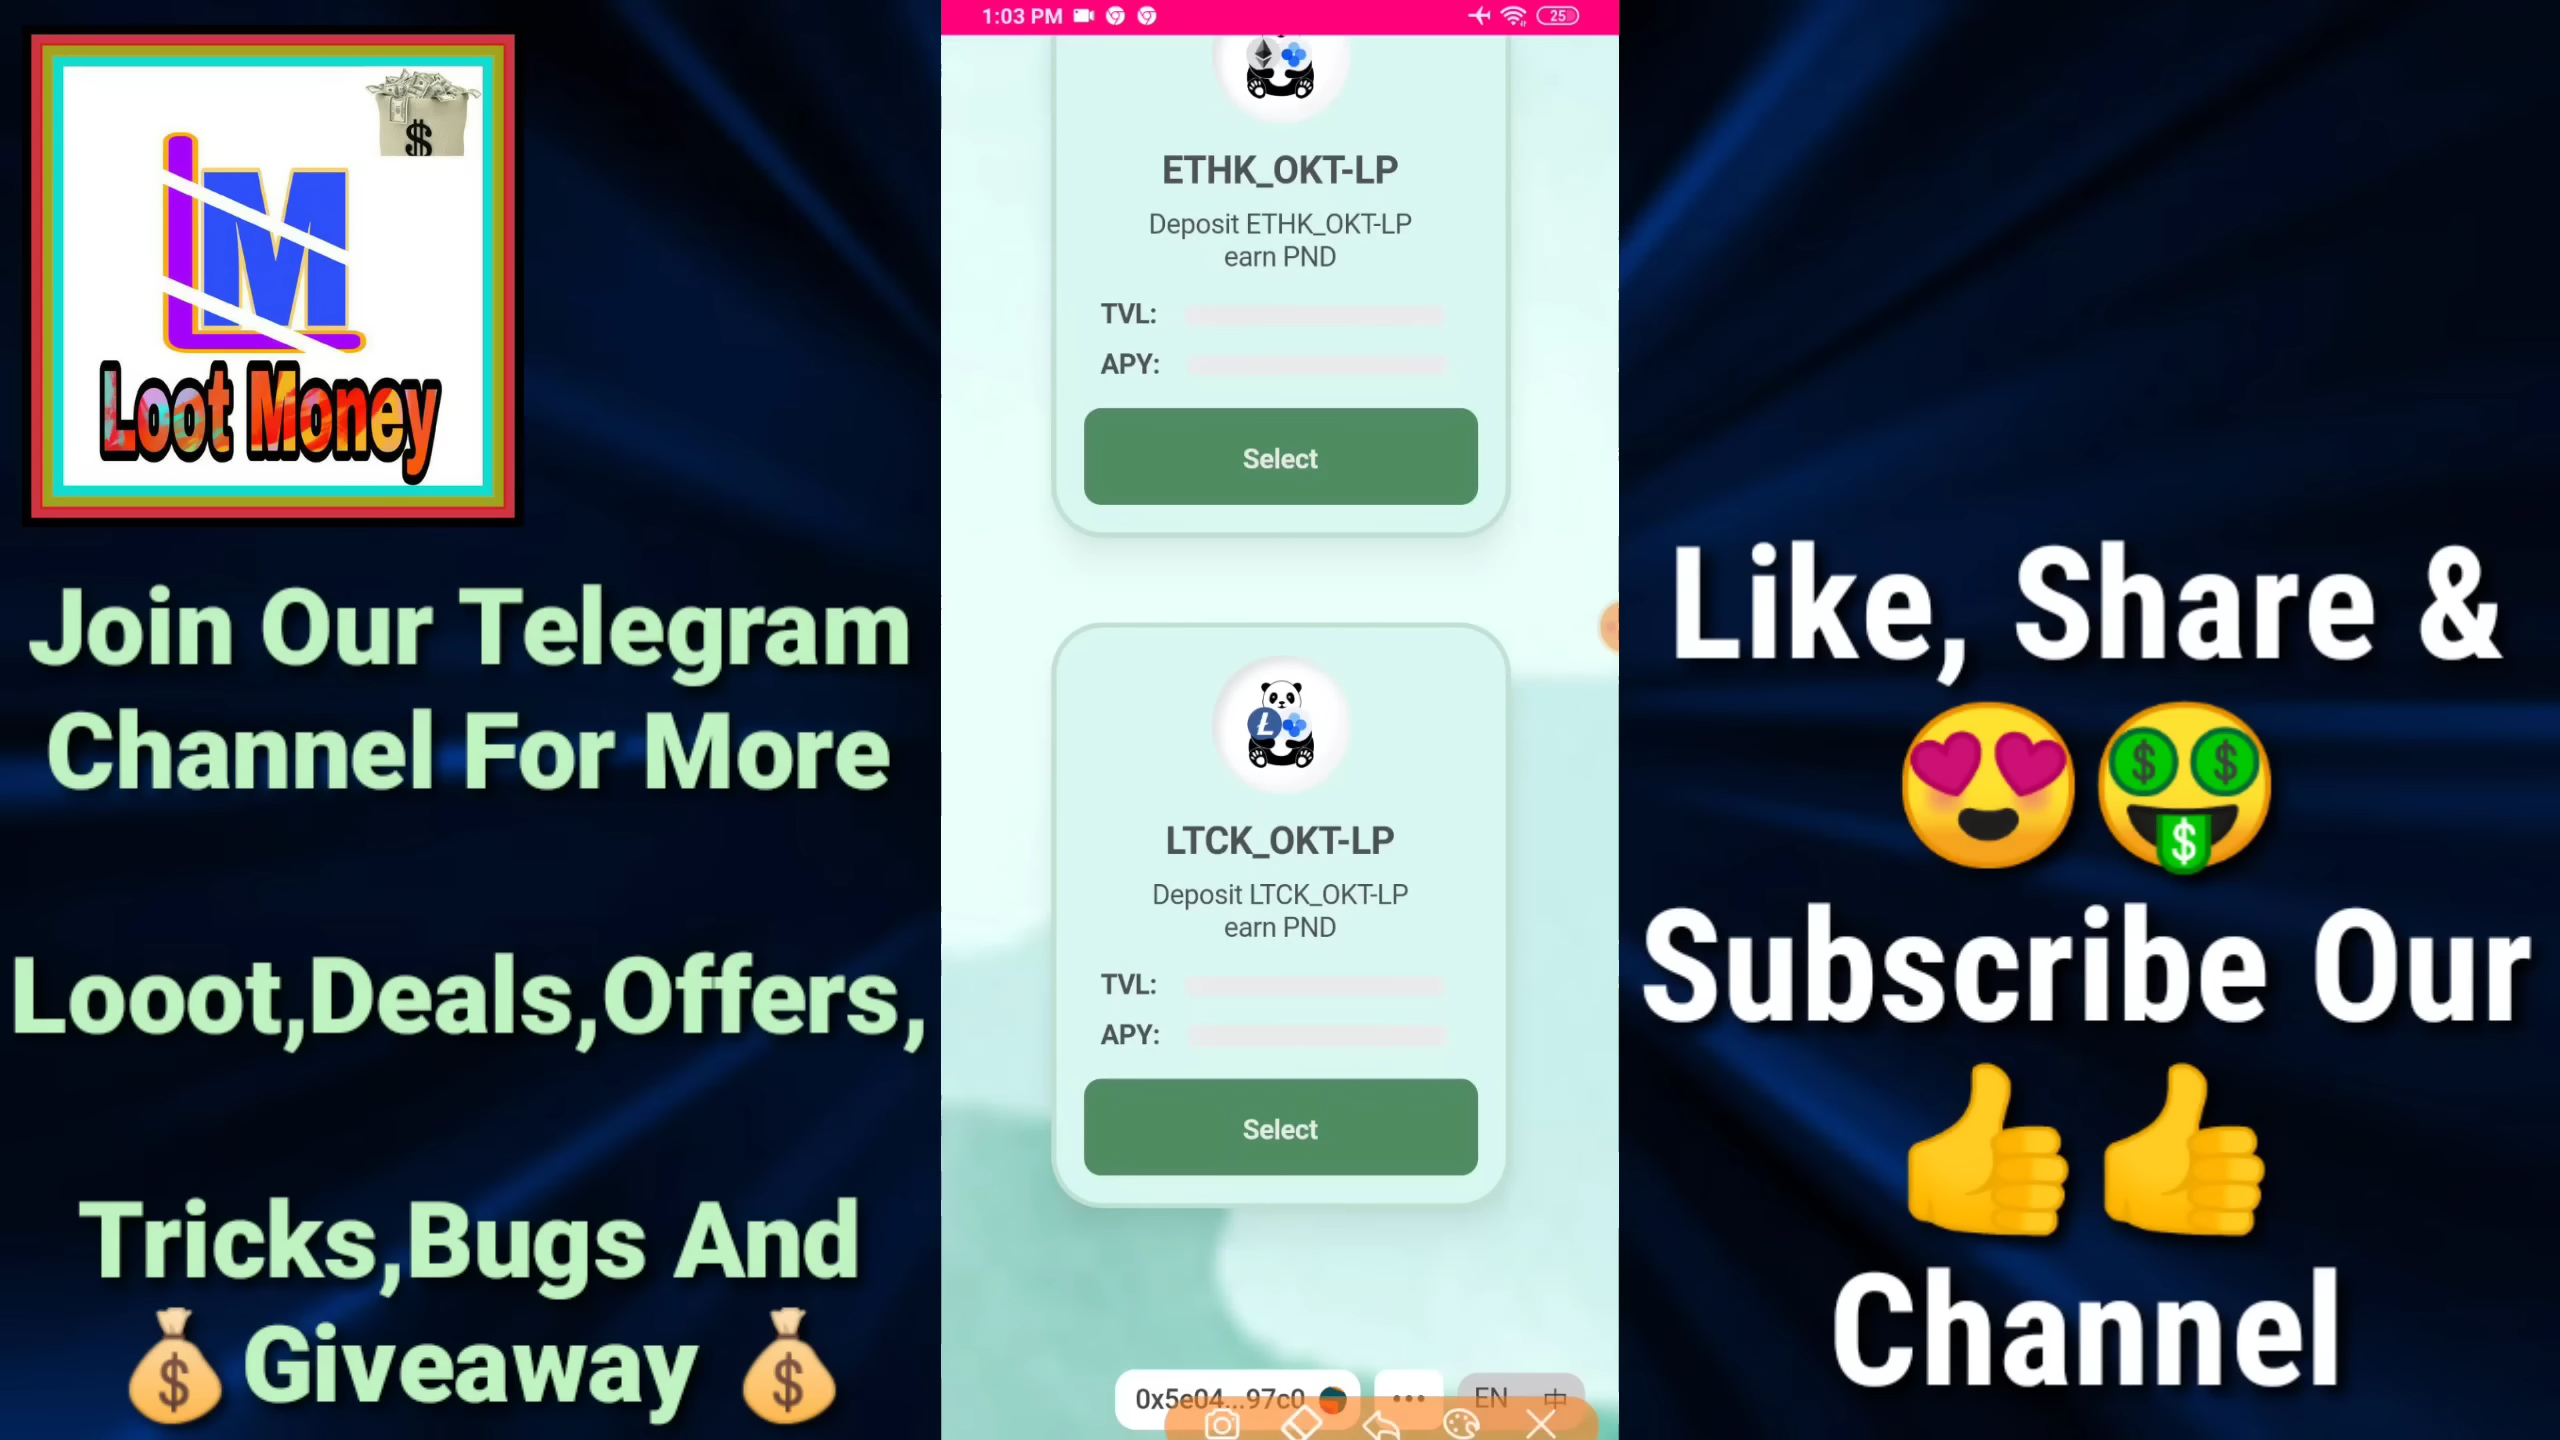 Loot Money
Join Our Telegram
Channel For More
Looot,Deals,Offers,
Tricks,Bugs And
Giveaway
1:03 PM
25
ETHK_OKT-LP
Deposit ETHK_OKT-LP
earn PND
TVL:
APY:
Select
LTCK_OKT-LP
Deposit LTCK_OKT-LP
earn PND
TVL:
APY:
Select
0x5e04...97c0 ... EN 中
Like, Share &
Subscribe Our
Channel